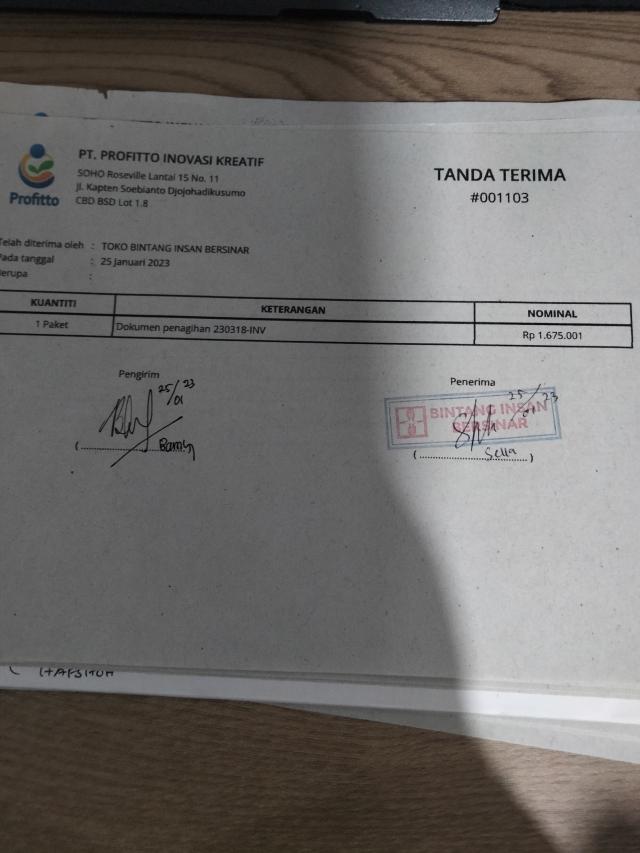 PT. PROFITTO INOVASI KREATIF
SOHO Roseville Lantai 15 No. 11
Jl. Kapten Soebianto Djojohadikusumo
CBD BSD Lot 1.8
Profitto
TANDA TERIMA
#001103
Telah diterima oleh : TOKO BINTANG INSAN BERSINAR
Pada tanggal : 25 Januari 2023
Berupa :
KUANTITI KETERANGAN NOMINAL
1 Paket Dokumen penagihan 230318-INV Rp 1.675.001
Pengirim
25/01 23
Penerima
25/01 23
BINTANG INSAN
BERSINAR
Sella